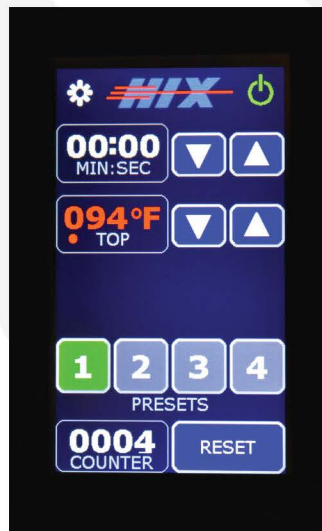 HIX
00:00
MIN:SEC
094°F
TOP
1 2 3 4
PRESETS
0004
COUNTER
RESET